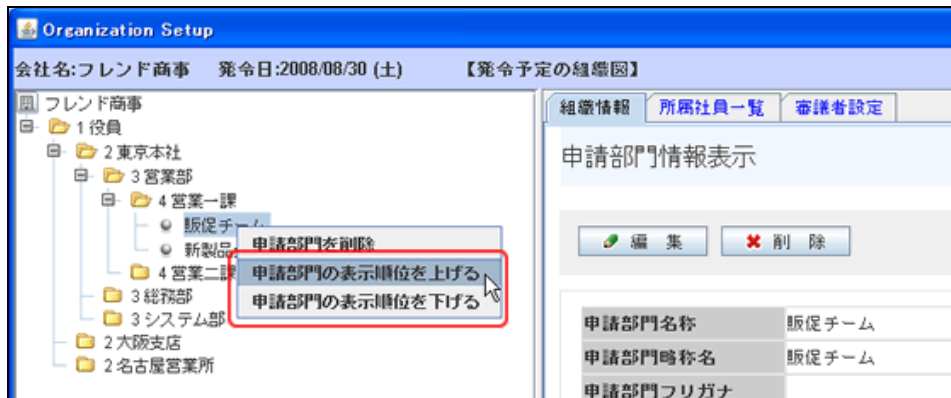 Organization Setup
会社名:フレンド商事 発令日:2008/08/30 (土) 【発令予定の組織図】
フレンド商事
1 役員
2 東京本社
3 営業部
4 営業一課
販促チーム
新製品
4 営業二課
3 総務部
3 システム部
2 大阪支店
2 名古屋営業所
申請部門を削除
申請部門の表示順位を上げる
申請部門の表示順位を下げる
組織情報 所属社員一覧 審議者設定
申請部門情報表示
編 集 削 除
申請部門名称 販促チーム
申請部門略称名 販促チーム
申請部門フリガナ